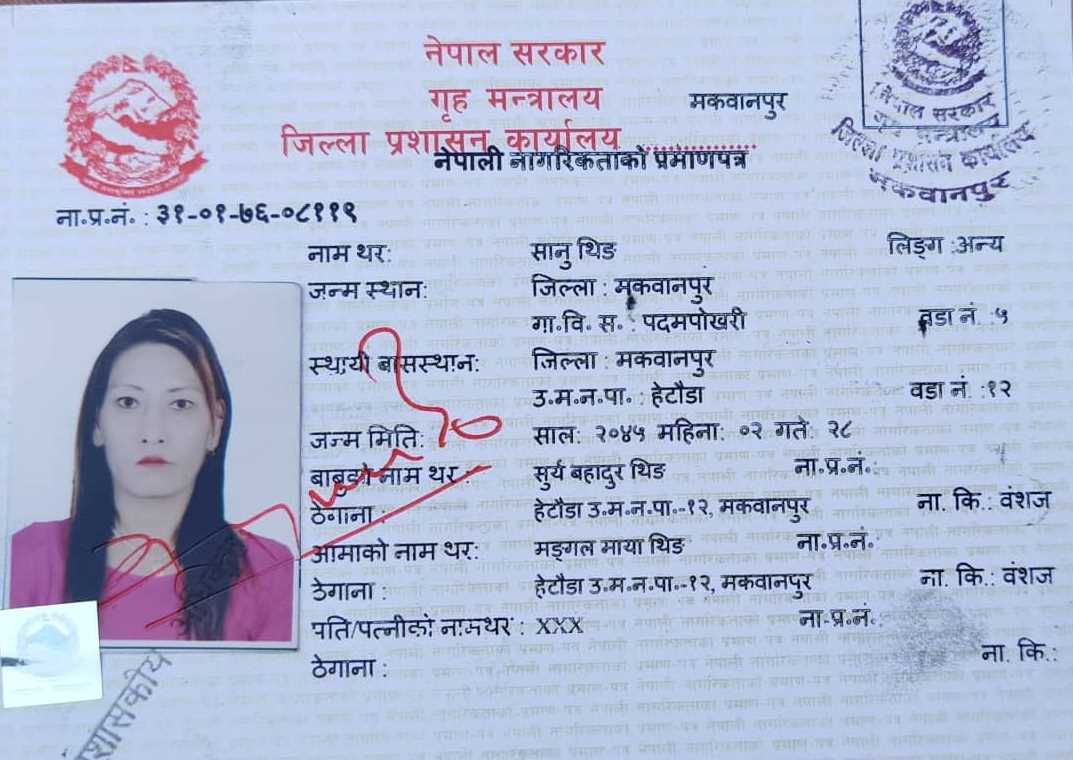 नेपाल सरकार
गृह मन्त्रालय
जिल्ला प्रशासन कार्यालय ................ मकवानपुर
नेपाली नागरिकताको प्रमाणपत्र
नेपाल सरकार
गृह मन्त्रालय
जिल्ला प्रशासन कार्यालय
मकवानपुर
ना.प्र.नं. : ३१-०१-७६-०८११९
नाम थर: सानु थिङ लिङ्ग :अन्य
जन्म स्थान: जिल्ला : मकवानपुर
गा.वि. स. : पदमपोखरी वडा नं. :५
स्थायी बासस्थान: जिल्ला : मकवानपुर
उ.म.न.पा. : हेटौडा वडा नं. :१२
जन्म मिति: साल: २०४५ महिना: ०२ गते: २८
बाबुको नाम थर : सुर्य बहादुर थिङ ना.प्र.नं.:
ठेगाना : हेटौडा उ.म.न.पा.-१२, मकवानपुर ना. कि.: वंशज
आमाको नाम थर: मङ्गल माया थिङ ना.प्र.नं.
ठेगाना : हेटौडा उ.म.न.पा.-१२, मकवानपुर ना. कि.: वंशज
पति/पत्नीको नामथर : XXX ना.प्र.नं.:
ठेगाना : ना. कि.: